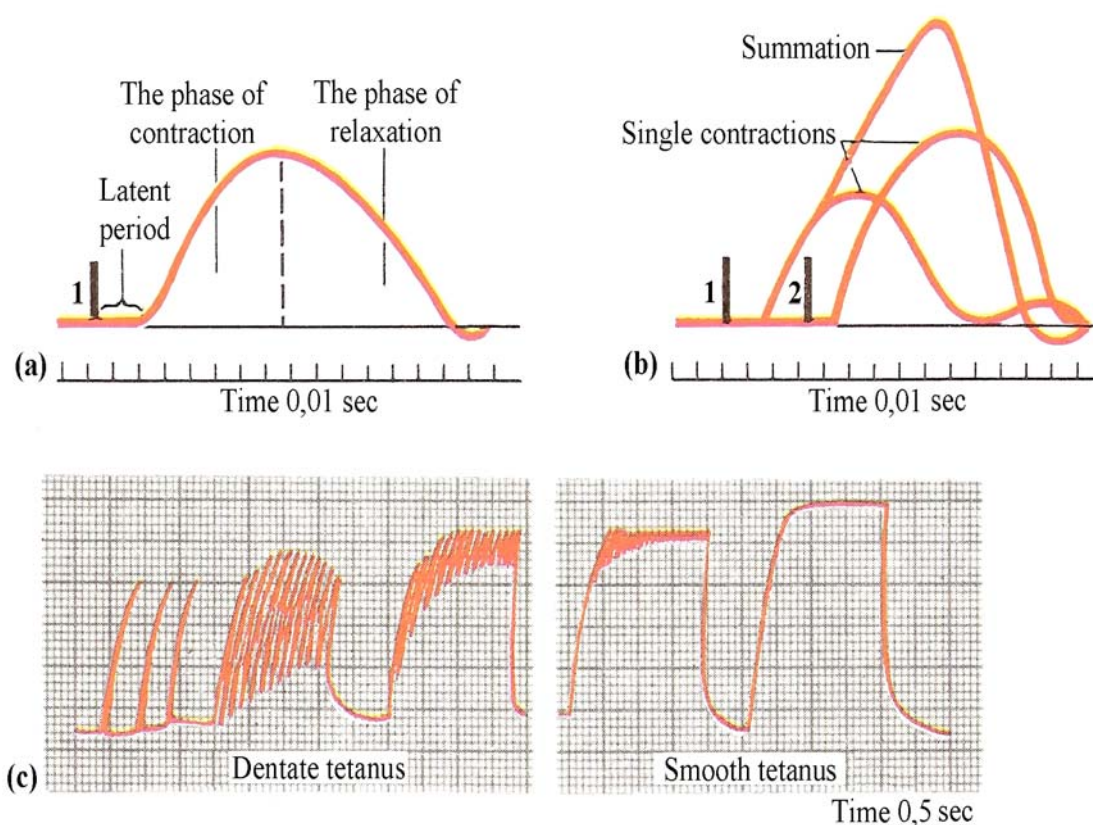 The phase of
contraction
The phase of
relaxation
Latent
period
1
(a)
Time 0,01 sec
Summation
Single contractions
1
2
(b)
Time 0,01 sec
(c)
Dentate tetanus
Smooth tetanus
Time 0,5 sec